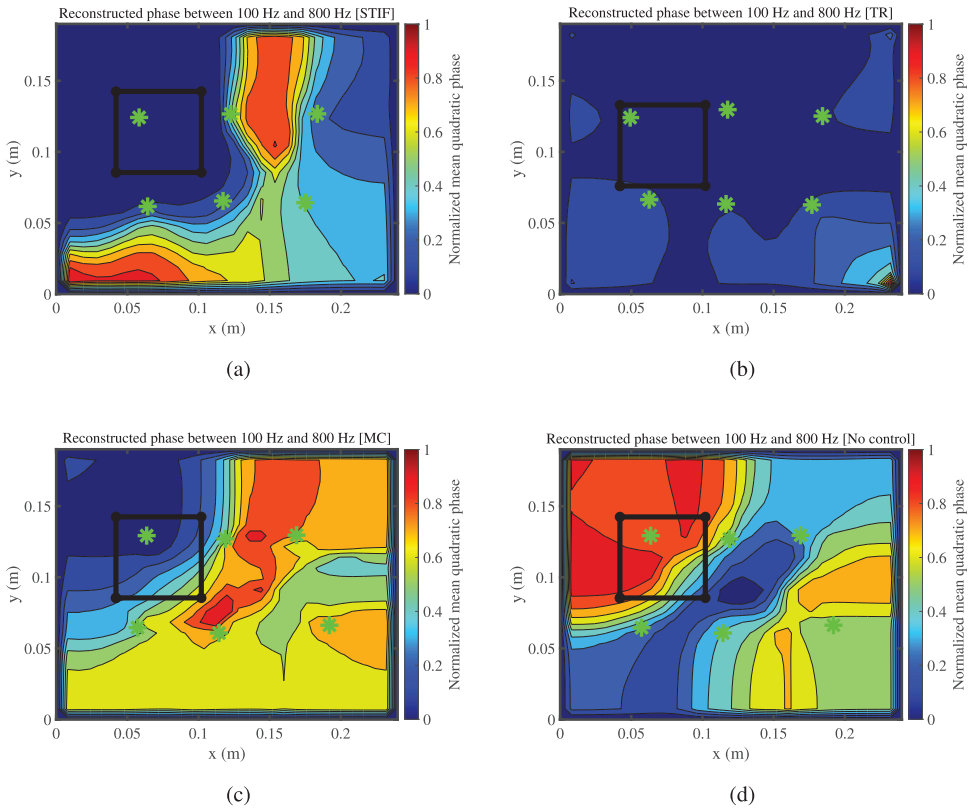 Reconstructed phase between 100 Hz and 800 Hz [STIF]
y (m)
0.15
0.1
0.05
0
0 0.05 0.1 0.15 0.2
x (m)
1
0.8
0.6
0.4
0.2
0
Normalized mean quadratic phase
(a)
Reconstructed phase between 100 Hz and 800 Hz [TR]
y (m)
0.15
0.1
0.05
0
0 0.05 0.1 0.15 0.2
x (m)
1
0.8
0.6
0.4
0.2
0
Normalized mean quadratic phase
(b)
Reconstructed phase between 100 Hz and 800 Hz [MC]
y (m)
0.15
0.1
0.05
0
0 0.05 0.1 0.15 0.2
x (m)
1
0.8
0.6
0.4
0.2
0
Normalized mean quadratic phase
(c)
Reconstructed phase between 100 Hz and 800 Hz [No control]
y (m)
0.15
0.1
0.05
0
0 0.05 0.1 0.15 0.2
x (m)
1
0.8
0.6
0.4
0.2
0
Normalized mean quadratic phase
(d)